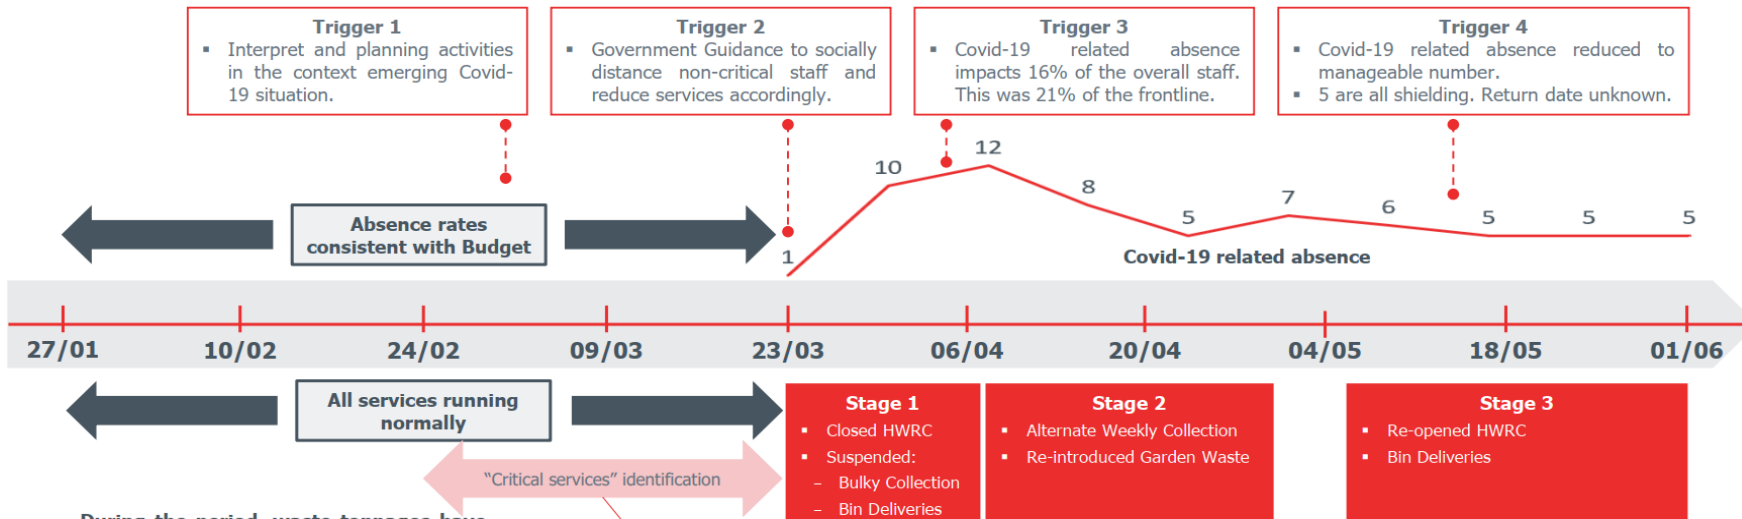 Trigger 1
▪ Interpret and planning activities
in the context emerging Covid-
19 situation.
Trigger 2
▪ Government Guidance to socially
distance non-critical staff and
reduce services accordingly.
Trigger 3
▪ Covid-19 related absence
impacts 16% of the overall staff.
This was 21% of the frontline.
Trigger 4
▪ Covid-19 related absence reduced to
manageable number.
▪ 5 are all shielding. Return date unknown.
Absence rates
consistent with Budget
1
10
12
8
5
7
6
5
5
5
Covid-19 related absence
27/01
10/02
24/02
09/03
23/03
06/04
20/04
04/05
18/05
01/06
All services running
normally
"Critical services" identification
Stage 1
▪ Closed HWRC
▪ Suspended:
– Bulky Collection
– Bin Deliveries
Stage 2
▪ Alternate Weekly Collection
▪ Re-introduced Garden Waste
Stage 3
▪ Re-opened HWRC
▪ Bin Deliveries
During the period, waste tonnages have